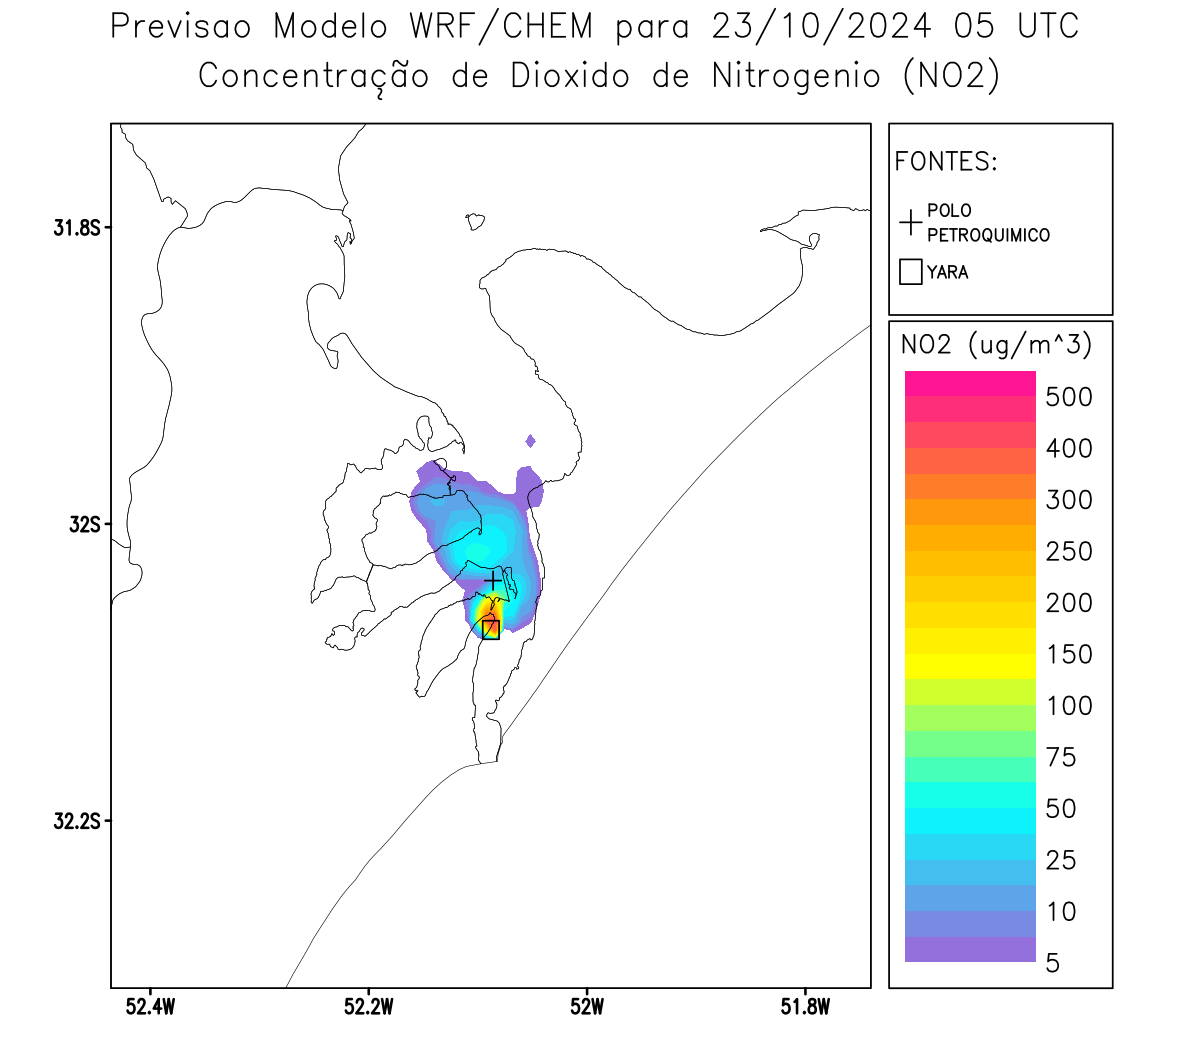 Previsao Modelo WRF/CHEM para 23/10/2024 05 UTC
Concentração de Dioxido de Nitrogenio (NO2)
FONTES:
POLO
PETROQUIMICO
YARA
NO2 (ug/m^3)
500
400
300
250
200
150
100
75
50
25
10
5
31.8S
32S
32.2S
52.4W
52.2W
52W
51.8W